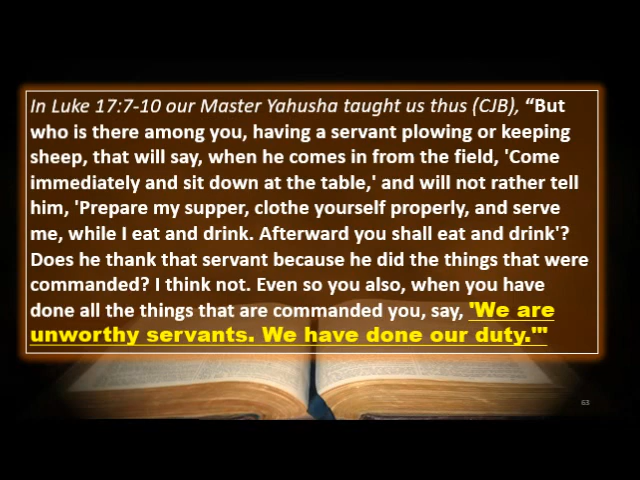 In Luke 17:7-10 our Master Yahusha taught us thus (CJB), “But
who is there among you, having a servant plowing or keeping
sheep, that will say, when he comes in from the field, 'Come
immediately and sit down at the table,' and will not rather tell
him, 'Prepare my supper, clothe yourself properly, and serve
me, while I eat and drink. Afterward you shall eat and drink'?
Does he thank that servant because he did the things that were
commanded? I think not. Even so you also, when you have
done all the things that are commanded you, say, 'We are
unworthy servants. We have done our duty.'"
63